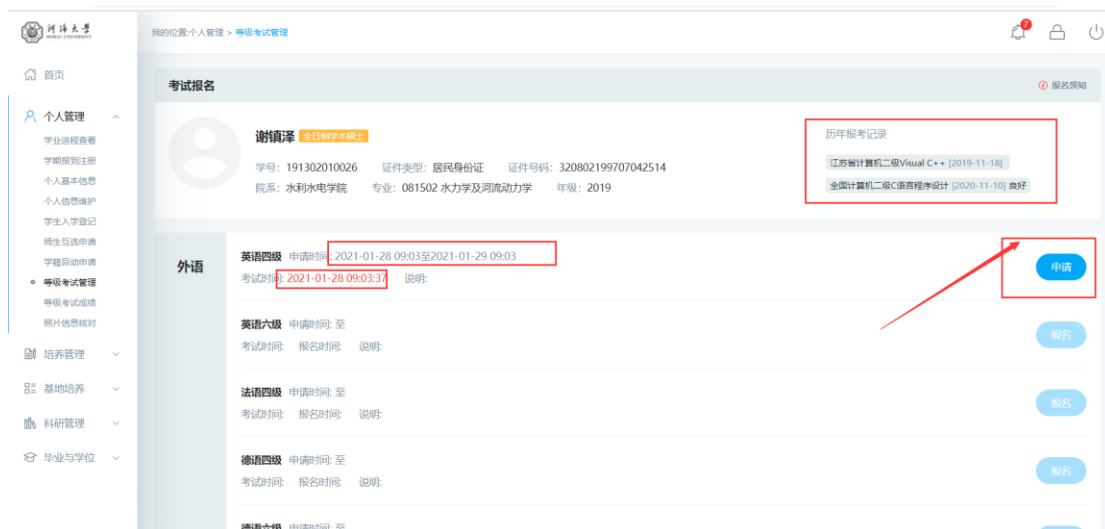 河海大学
HOHAI UNIVERSITY
我的位置:个人管理 > 等级考试管理
7
首页
个人管理
学业进程查看
学期报到注册
个人基本信息
个人信息维护
学生入学登记
师生互选申请
学籍异动申请
等级考试管理
等级考试成绩
照片信息核对
培养管理
基地培养
科研管理
毕业与学位
考试报名
报名须知
谢镇泽 全日制学术硕士
学号: 191302010026 证件类型: 居民身份证 证件号码: 320802199707042514
院系: 水利水电学院 专业: 081502 水力学及河流动力学 年级: 2019
历年报考记录
江苏省计算机二级Visual C++ [2019-11-18]
全国计算机二级C语言程序设计 [2020-11-10] 良好
外语
英语四级 申请时间: 2021-01-28 09:03至2021-01-29 09:03
考试时间: 2021-01-28 09:03:37 说明:
申请
英语六级 申请时间: 至
考试时间: 报名时间: 说明:
报名
法语四级 申请时间: 至
考试时间: 报名时间: 说明:
报名
德语四级 申请时间: 至
考试时间: 报名时间: 说明:
报名
德语六级 申请时间: 至